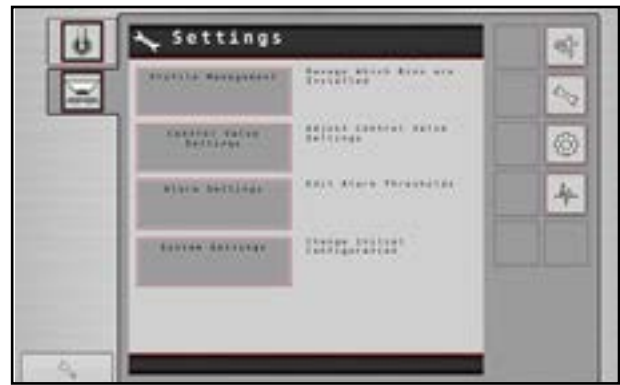 Settings
Profile Management
Manage Which Bins are
Installed
Control Valve
Settings
Adjust Control Valve
Settings
Alarm Settings
Edit Alarm Thresholds
System Settings
Change Initial
Configuration